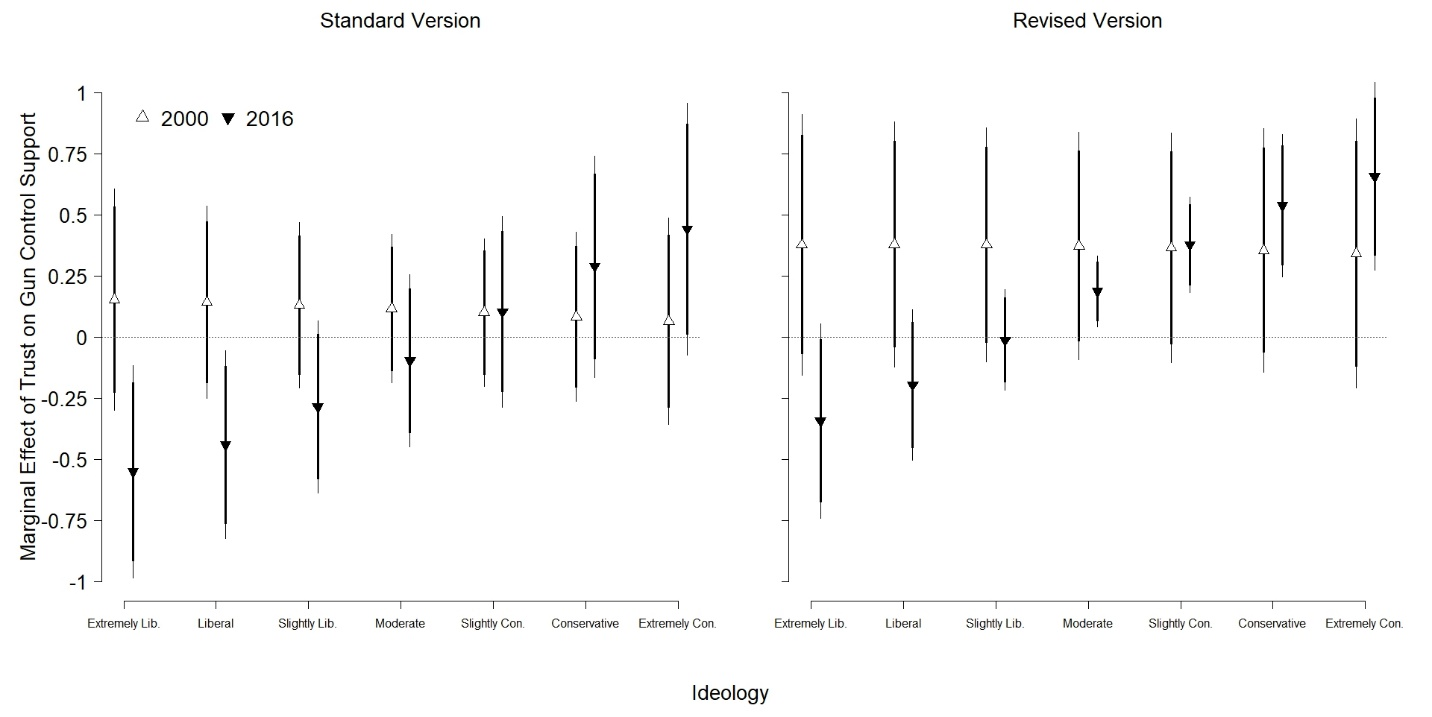 Standard Version
Revised Version
2000 2016
Marginal Effect of Trust on Gun Control Support
1
0.75
0.5
0.25
0
-0.25
-0.5
-0.75
-1
Extremely Lib. Liberal Slightly Lib. Moderate Slightly Con. Conservative Extremely Con.
Extremely Lib. Liberal Slightly Lib. Moderate Slightly Con. Conservative Extremely Con.
Ideology